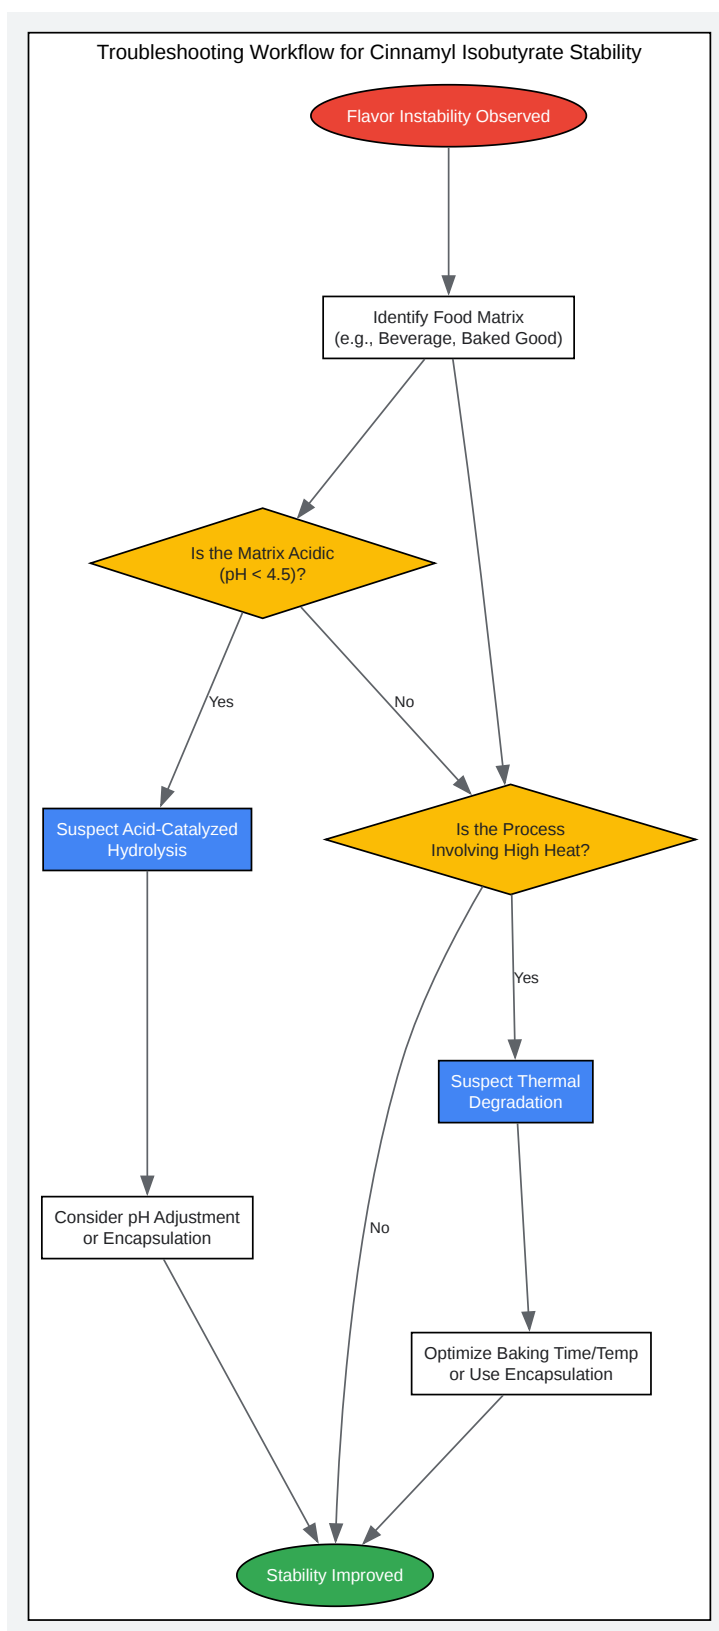 Troubleshooting Workflow for Cinnamyl Isobutyrate Stability
Flavor Instability Observed
Identify Food Matrix
(e.g., Beverage, Baked Good)
Is the Matrix Acidic
(pH < 4.5)?
Yes
No
Suspect Acid-Catalyzed
Hydrolysis
Is the Process
Involving High Heat?
Yes
Suspect Thermal
Degradation
Consider pH Adjustment
or Encapsulation
No
Optimize Baking Time/Temp
or Use Encapsulation
Stability Improved